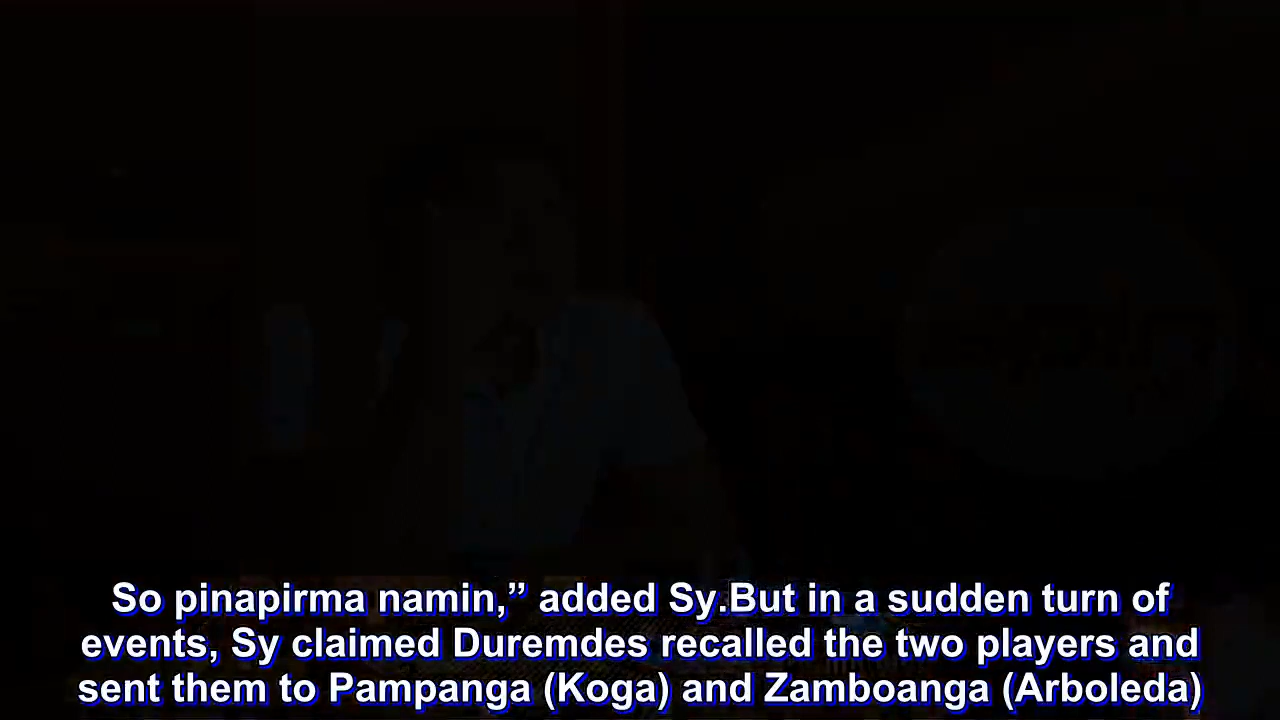 So pinapirma namin,” added Sy.But in a sudden turn of
events, Sy claimed Duremdes recalled the two players and
sent them to Pampanga (Koga) and Zamboanga (Arboleda)